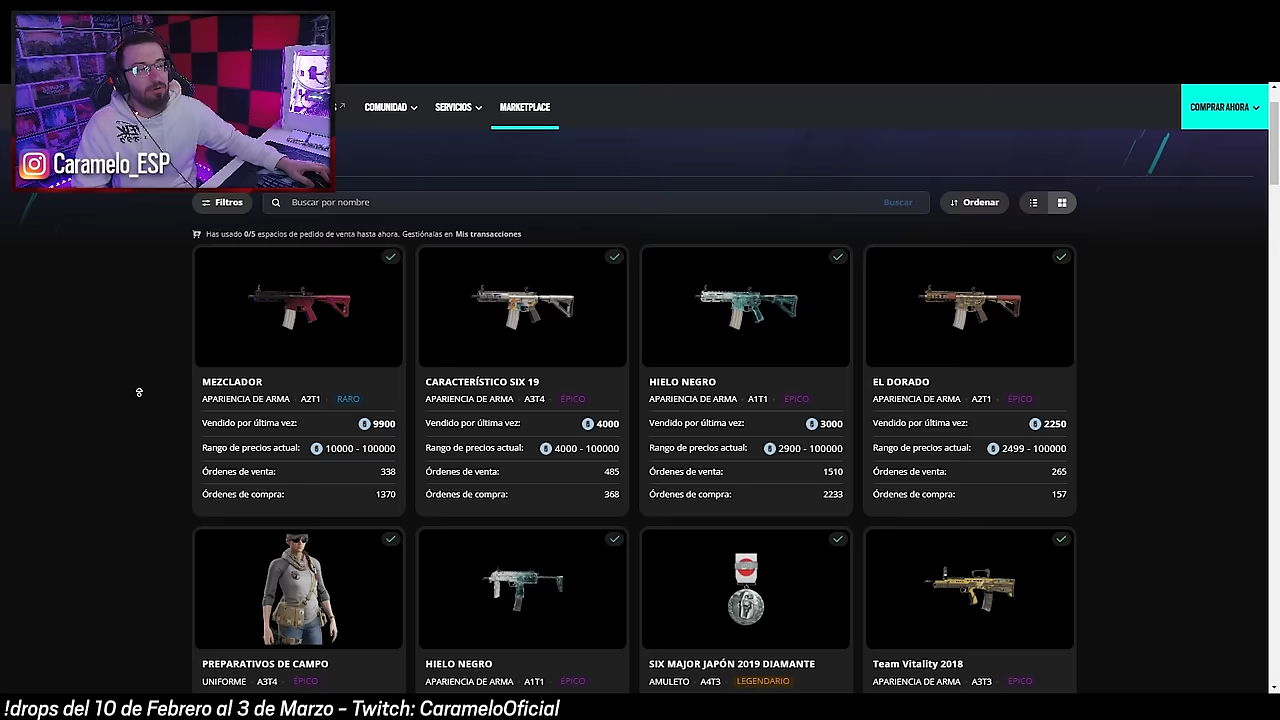 Caramelo_ESP
COMUNIDAD
SERVICIOS
MARKETPLACE
COMPRAR AHORA
Filtros
Buscar por nombre
Buscar
Ordenar
Has usado 0/5 espacios de pedido de venta hasta ahora. Gestiónalas en Mis transacciones
MEZCLADOR
APARIENCIA DE ARMA · A2T1 · RARO
Vendido por última vez: 9900
Rango de precios actual: 10000 - 100000
Órdenes de venta: 338
Órdenes de compra: 1370
CARACTERÍSTICO SIX 19
APARIENCIA DE ARMA · A3T4 · ÉPICO
Vendido por última vez: 4000
Rango de precios actual: 4000 - 100000
Órdenes de venta: 485
Órdenes de compra: 368
HIELO NEGRO
APARIENCIA DE ARMA · A1T1 · ÉPICO
Vendido por última vez: 3000
Rango de precios actual: 2900 - 100000
Órdenes de venta: 1510
Órdenes de compra: 2233
EL DORADO
APARIENCIA DE ARMA · A2T1 · ÉPICO
Vendido por última vez: 2250
Rango de precios actual: 2499 - 100000
Órdenes de venta: 265
Órdenes de compra: 157
PREPARATIVOS DE CAMPO
UNIFORME · A3T4 · ÉPICO
HIELO NEGRO
APARIENCIA DE ARMA · A1T1 · ÉPICO
SIX MAJOR JAPÓN 2019 DIAMANTE
AMULETO · A4T3 · LEGENDARIO
Team Vitality 2018
APARIENCIA DE ARMA · A3T3 · ÉPICO
!drops del 10 de Febrero al 3 de Marzo - Twitch: CarameloOficial